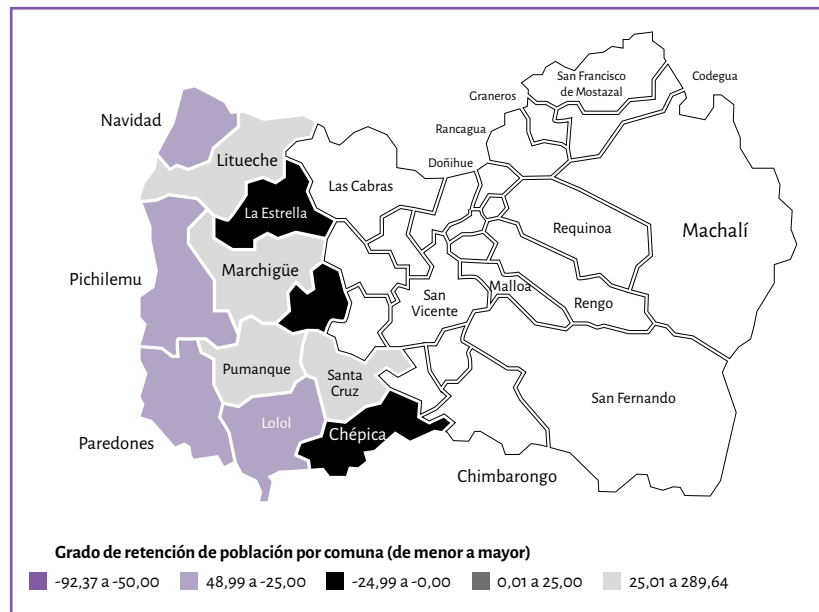 San Francisco
de Mostazal
Codegua
Graneros
Navidad
Rancagua
Litueche
Doñihue
Las Cabras
La Estrella
Requinoa
Machalí
Marchigüe
Pichilemu
Malloa
San
Vicente
Rengo
Pumanque
Santa
Cruz
San Fernando
Lolol
Chépica
Paredones
Chimbarongo
Grado de retención de población por comuna (de menor a mayor)
-92,37 a -50,00 48,99 a -25,00 -24,99 a -0,00 0,01 a 25,00 25,01 a 289,64